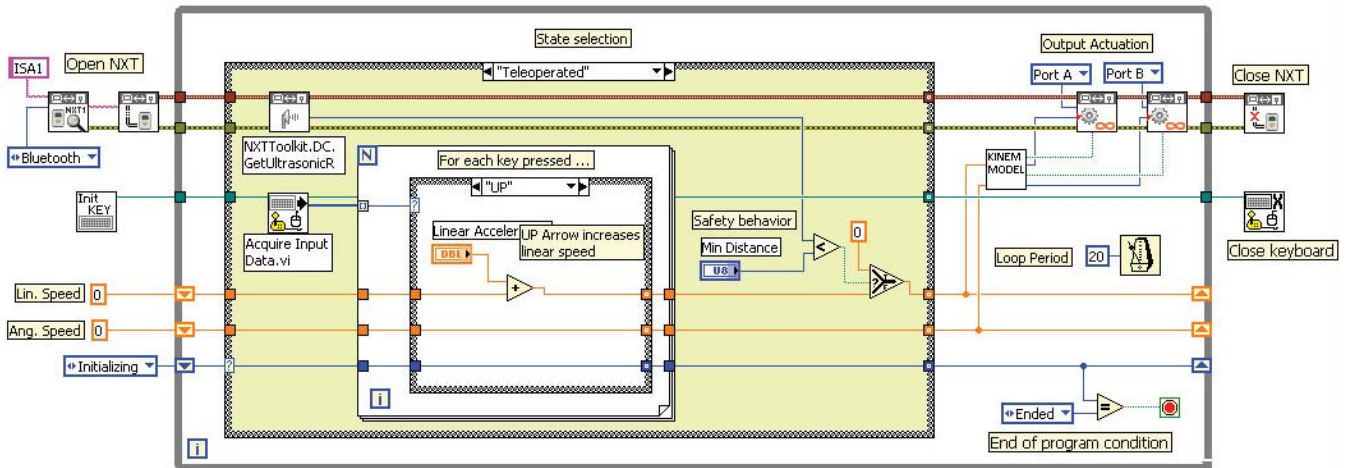 State selection
Output Actuation
ISA1
Open NXT
"Teleoperated"
Port A
Port B
Close NXT
NXT1
Bluetooth
NXTToolkit.DC.
GetUltrasonicR
N
For each key pressed ...
"UP"
KINEM
MODEL
Init
KEY
Acquire Input
Data.vi
Linear Acceler
UP Arrow increases
linear speed
DBL
+
Safety behavior
Min Distance
U8
<
0
?
T
F
Loop Period
20
X
Close keyboard
Lin. Speed
0
Ang. Speed
0
Initializing
?
?
i
i
Ended
=
End of program condition